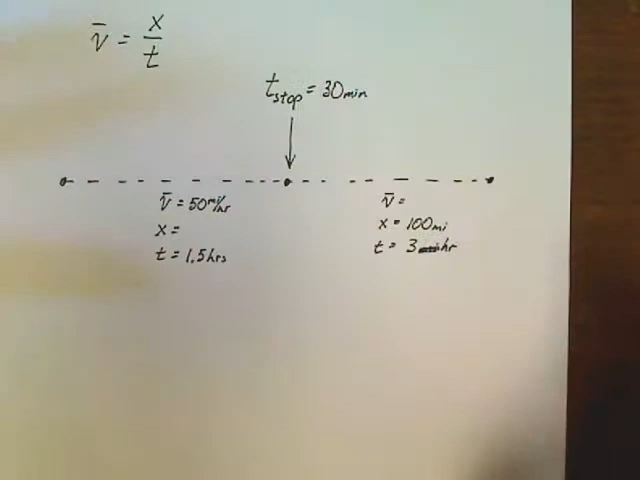 v̄ = x/t
t_stop = 30min
v̄ = 50mi/hr
x =
t = 1.5hrs
v̄ =
x = 100mi
t = 3 hr